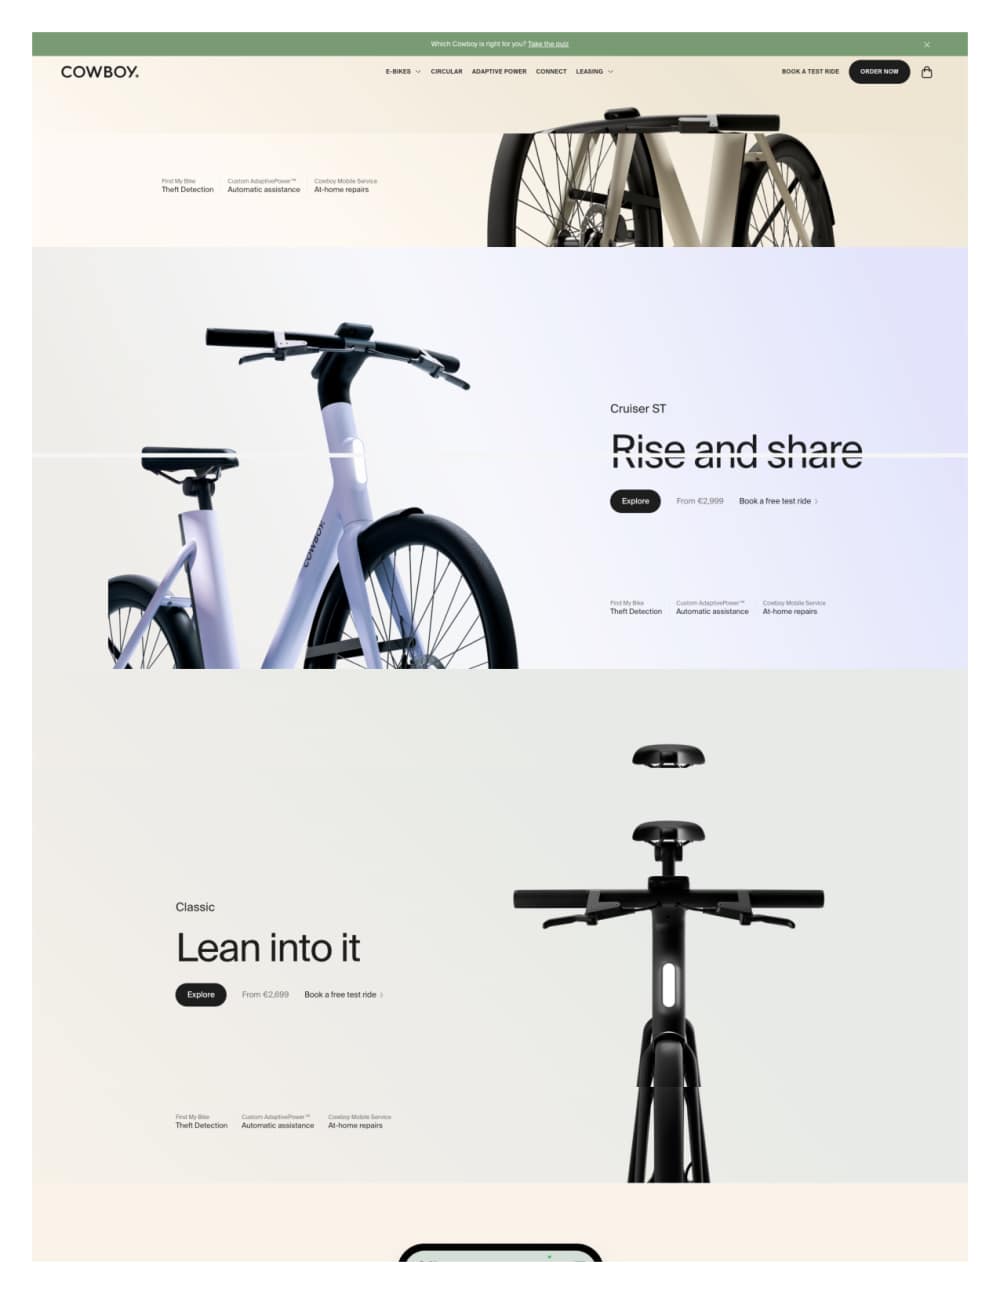 Which Cowboy is right for you? Take the quiz
COWBOY.
E-BIKES CIRCULAR ADAPTIVE POWER CONNECT LEASING
BOOK A TEST RIDE ORDER NOW
Find My Bike Custom AdaptivePower™ Cowboy Mobile Service
Theft Detection Automatic assistance At-home repairs
COWBOY.
Cruiser ST
Rise and share
Explore From €2,999 Book a free test ride
Find My Bike Custom AdaptivePower™ Cowboy Mobile Service
Theft Detection Automatic assistance At-home repairs
Classic
Lean into it
Explore From €2,699 Book a free test ride
Find My Bike Custom AdaptivePower™ Cowboy Mobile Service
Theft Detection Automatic assistance At-home repairs